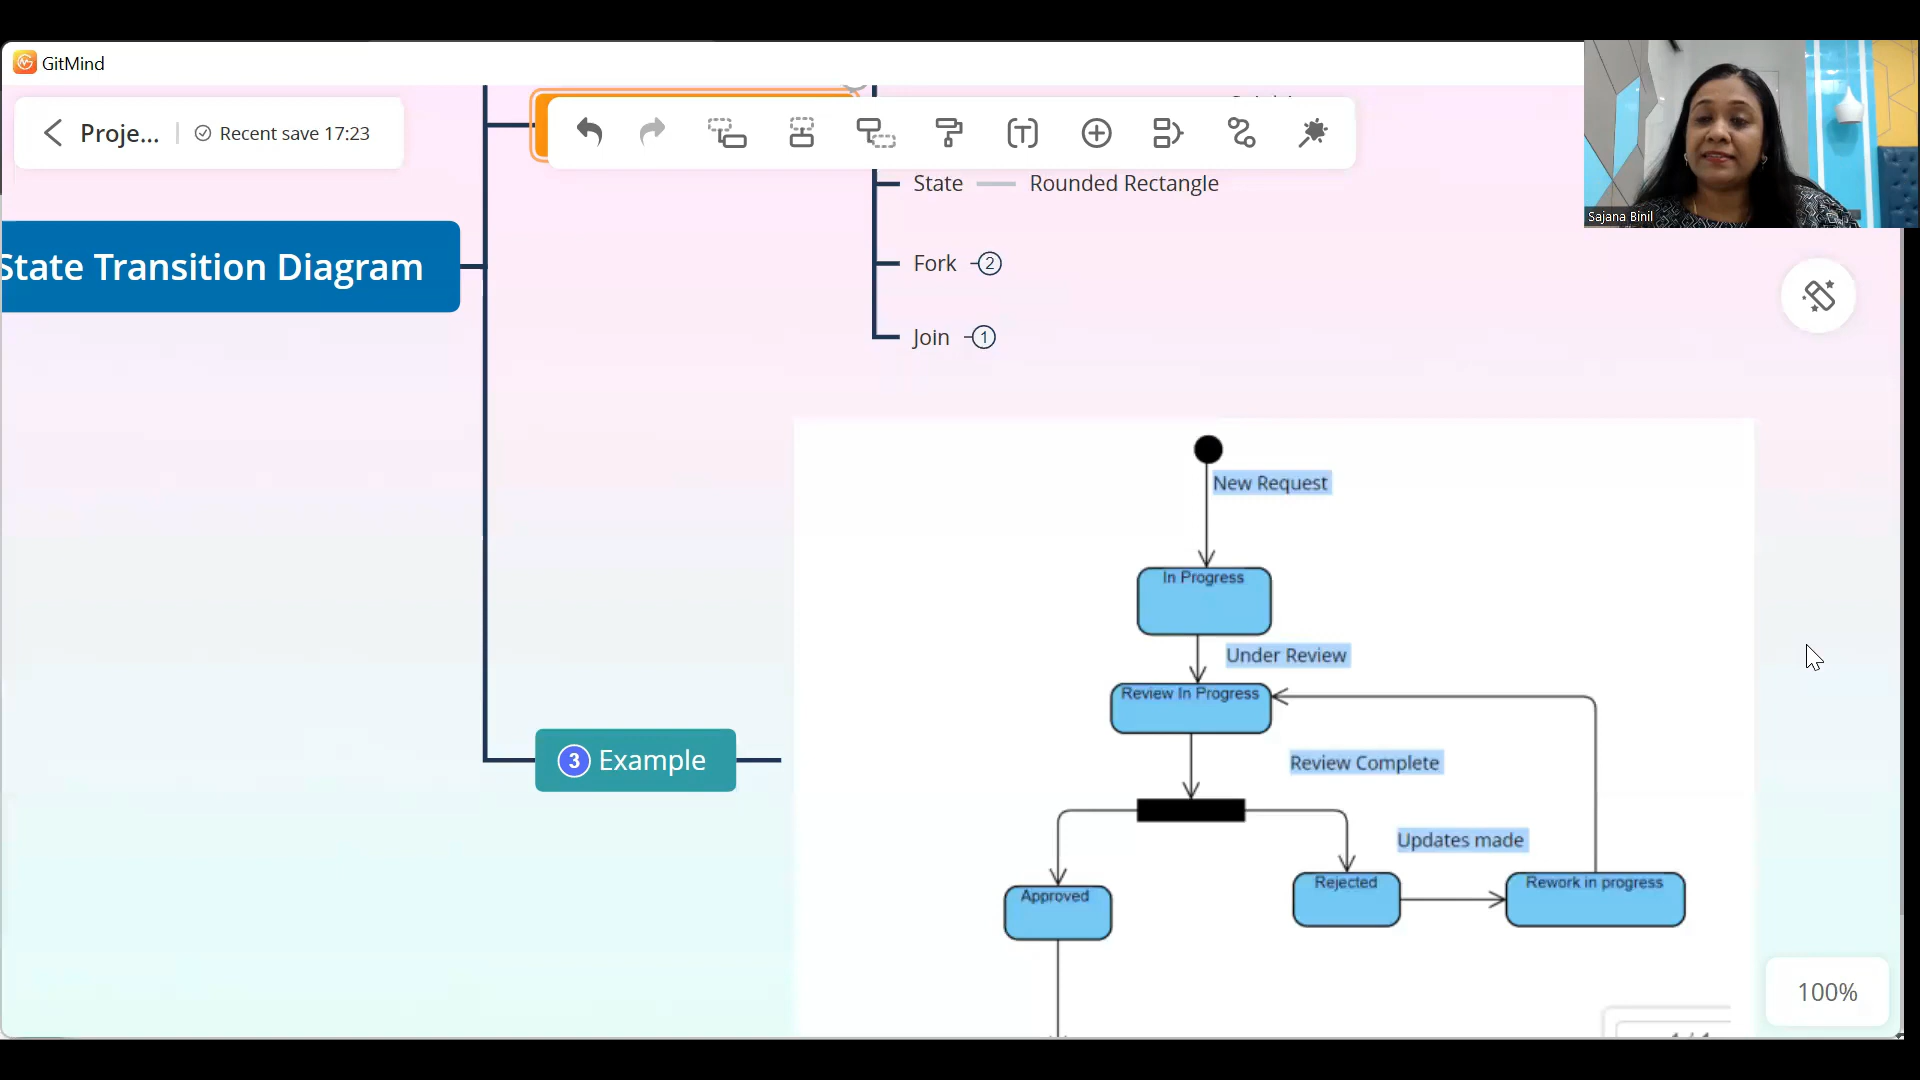 GitMind
Proje...
Recent save 17:23
Sajana Binil
State
Rounded Rectangle
State Transition Diagram
Fork
2
Join
1
New Request
In Progress
Under Review
Review In Progress
3 Example
Review Complete
Updates made
Approved
Rejected
Rework in progress
100%